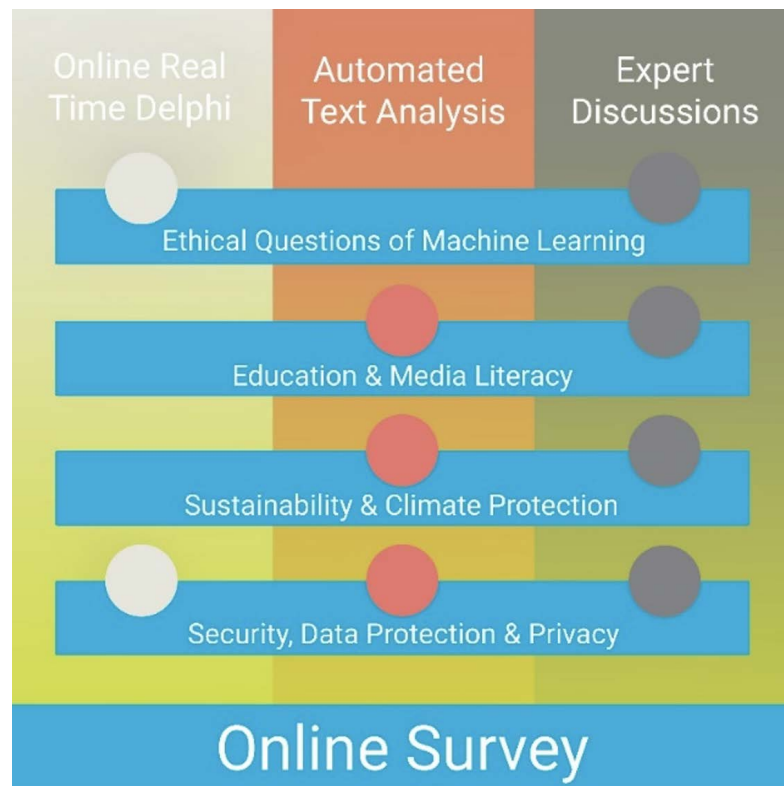 Online Real
Time Delphi
Automated
Text Analysis
Expert
Discussions
Ethical Questions of Machine Learning
Education & Media Literacy
Sustainability & Climate Protection
Security, Data Protection & Privacy
Online Survey